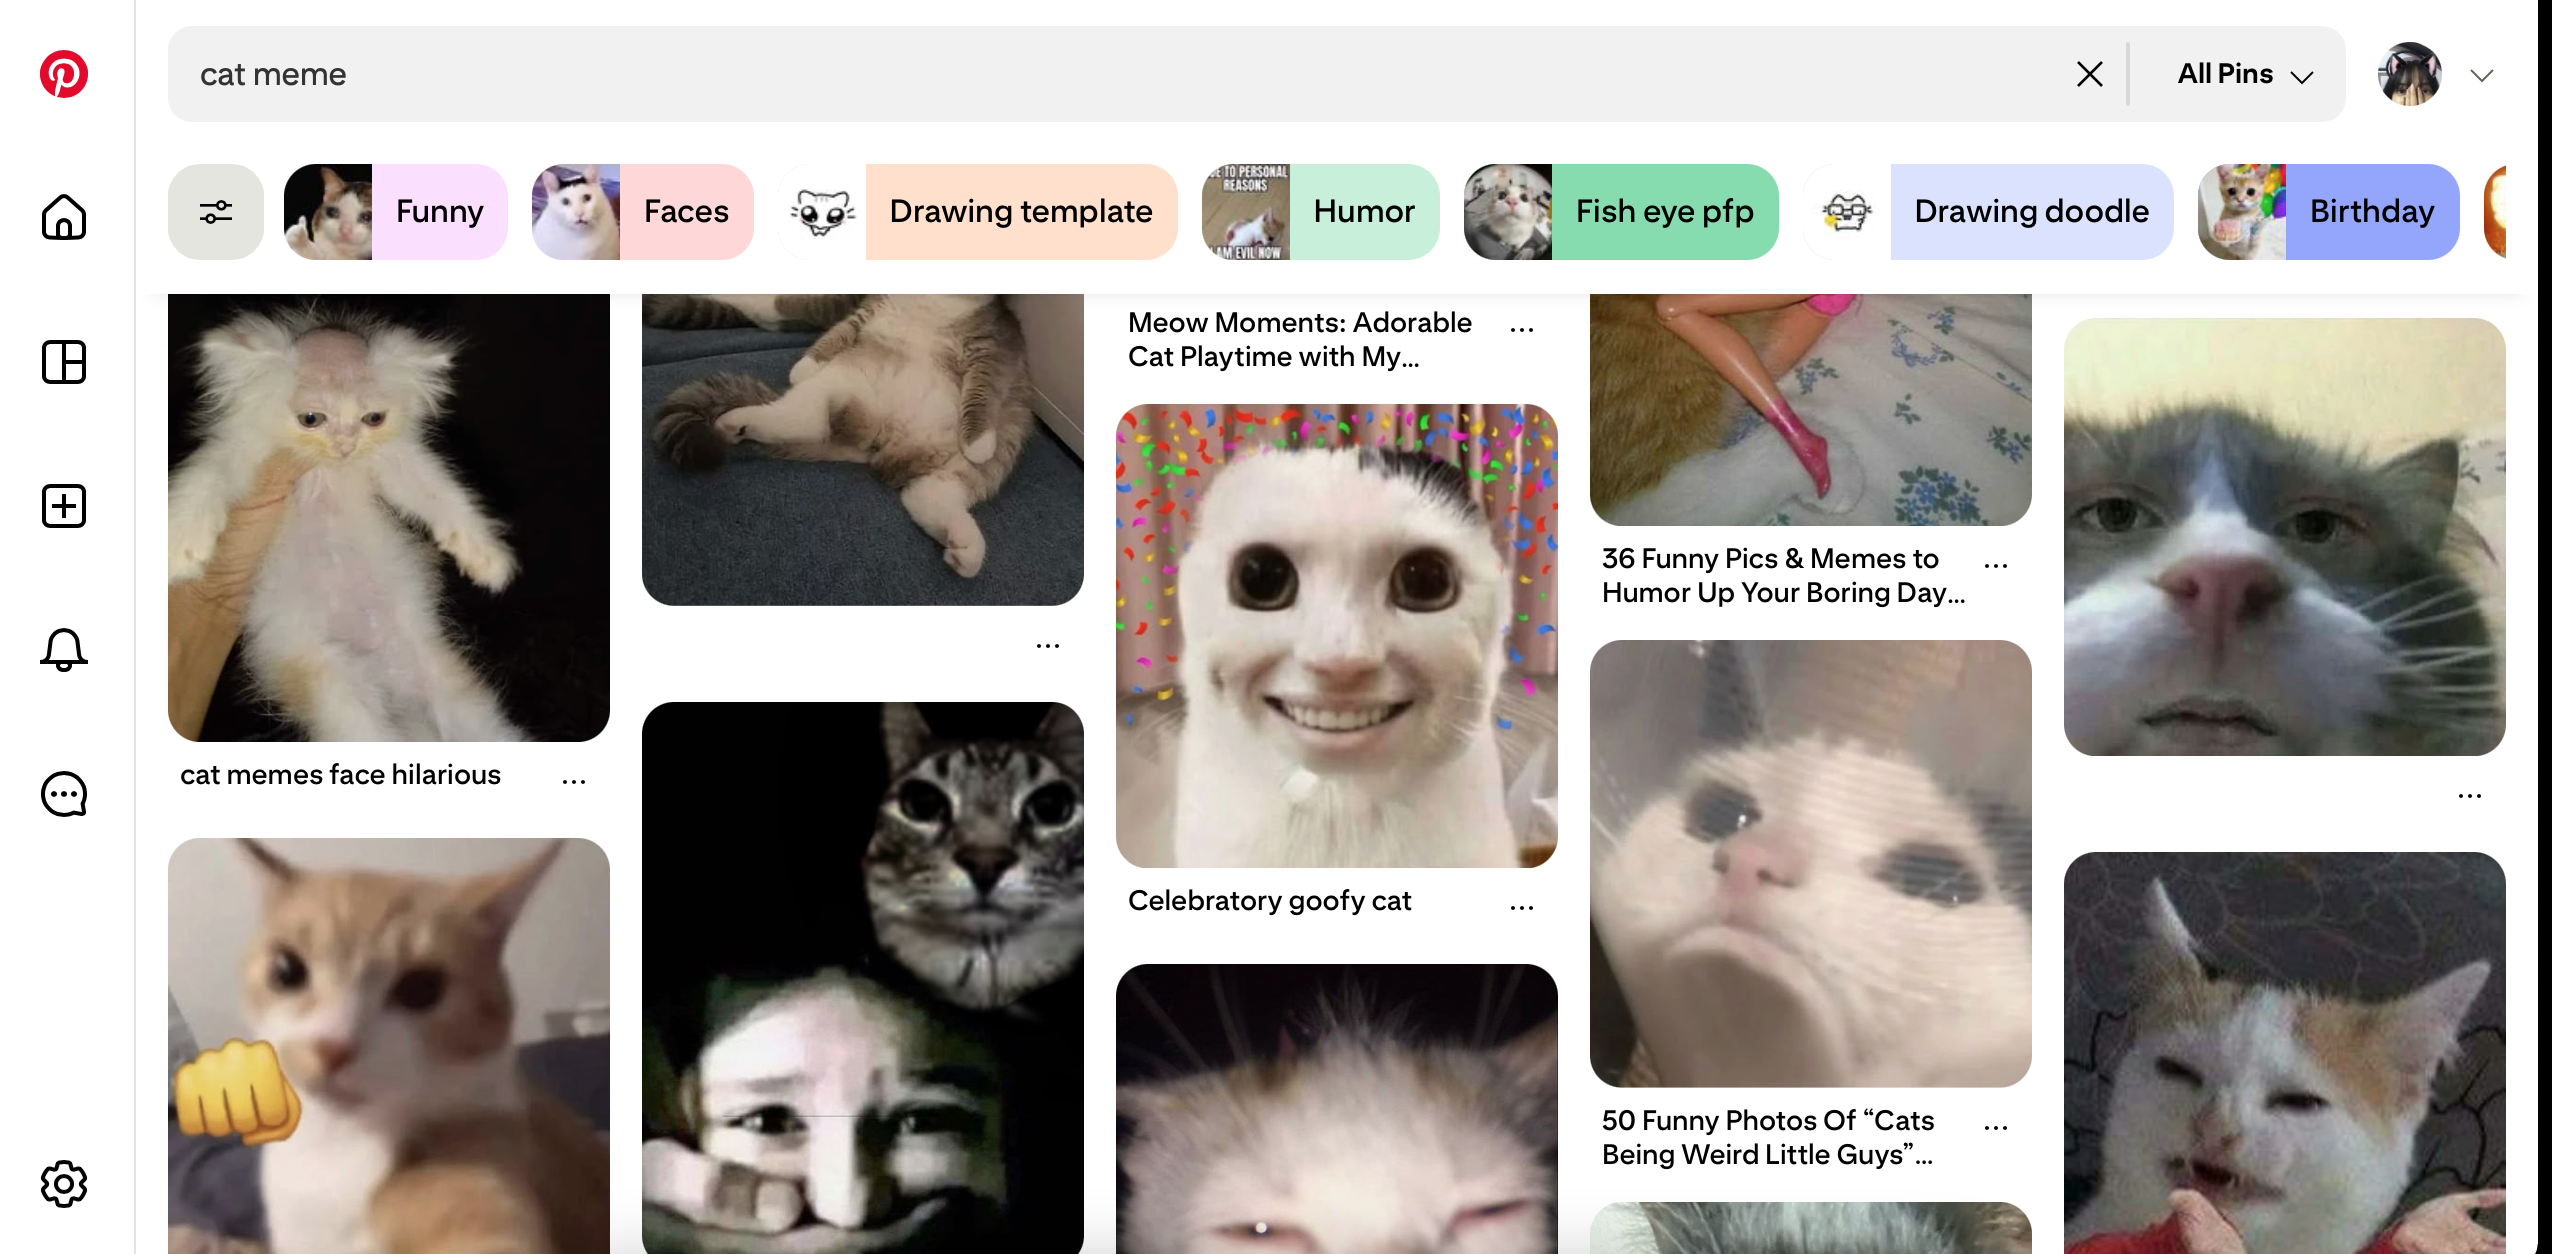 cat meme
All Pins
Funny
Faces
Drawing template
TO PERSONAL
REASONS
AM EVIL NOW
Humor
Fish eye pfp
Drawing doodle
Birthday
Meow Moments: Adorable
Cat Playtime with My...
36 Funny Pics & Memes to
Humor Up Your Boring Day...
cat memes face hilarious
Celebratory goofy cat
50 Funny Photos Of “Cats
Being Weird Little Guys”...